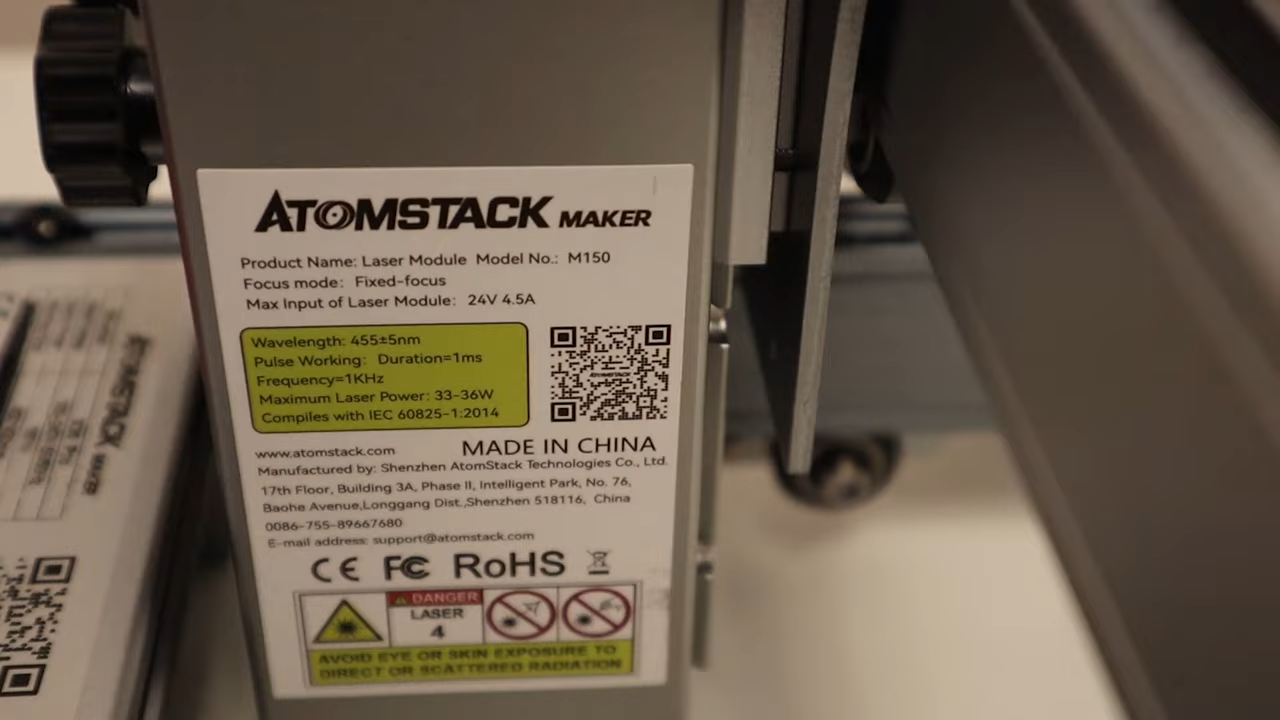 ATOMSTACK MAKER
Product Name: Laser Module Model No.: M150
Focus mode: Fixed-focus
Max Input of Laser Module: 24V 4.5A
Wavelength: 455±5nm
Pulse Working: Duration=1ms
Frequency=1KHz
Maximum Laser Power: 33-36W
Compiles with IEC 60825-1:2014
www.atomstack.com
MADE IN CHINA
Manufactured by: Shenzhen AtomStack Technologies Co., Ltd.
17th Floor, Building 3A, Phase II, Intelligent Park, No. 76,
Baohe Avenue,Longgang Dist.,Shenzhen 518116, China
0086-755-89667680
E-mail address: support@atomstack.com
CE FC RoHS
DANGER
LASER
4
AVOID EYE OR SKIN EXPOSURE TO
DIRECT OR SCATTERED RADIATION
ATOMSTACK MAKER